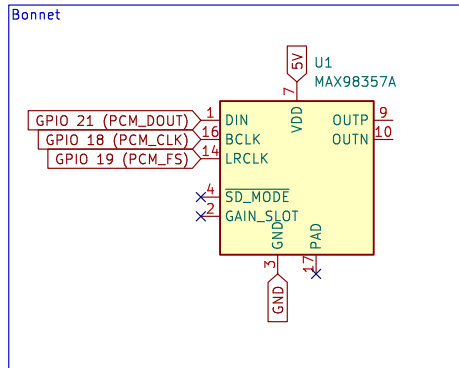 Bonnet
5V
U1
MAX98357A
7
GPIO 21 (PCM_DOUT) 1 DIN VDD OUTP 9
GPIO 18 (PCM_CLK) 16 BCLK OUTN 10
GPIO 19 (PCM_FS) 14 LRCLK
4 SD_MODE
2 GAIN_SLOT
GND PAD
3 17
GND